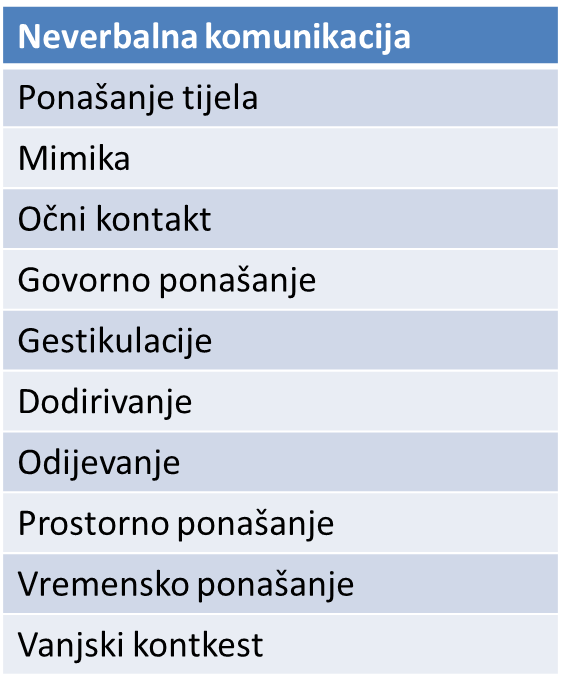 Neverbalna komunikacija
Ponašanje tijela
Mimika
Očni kontakt
Govorno ponašanje
Gestikulacije
Dodirivanje
Odijevanje
Prostorno ponašanje
Vremensko ponašanje
Vanjski kontkest